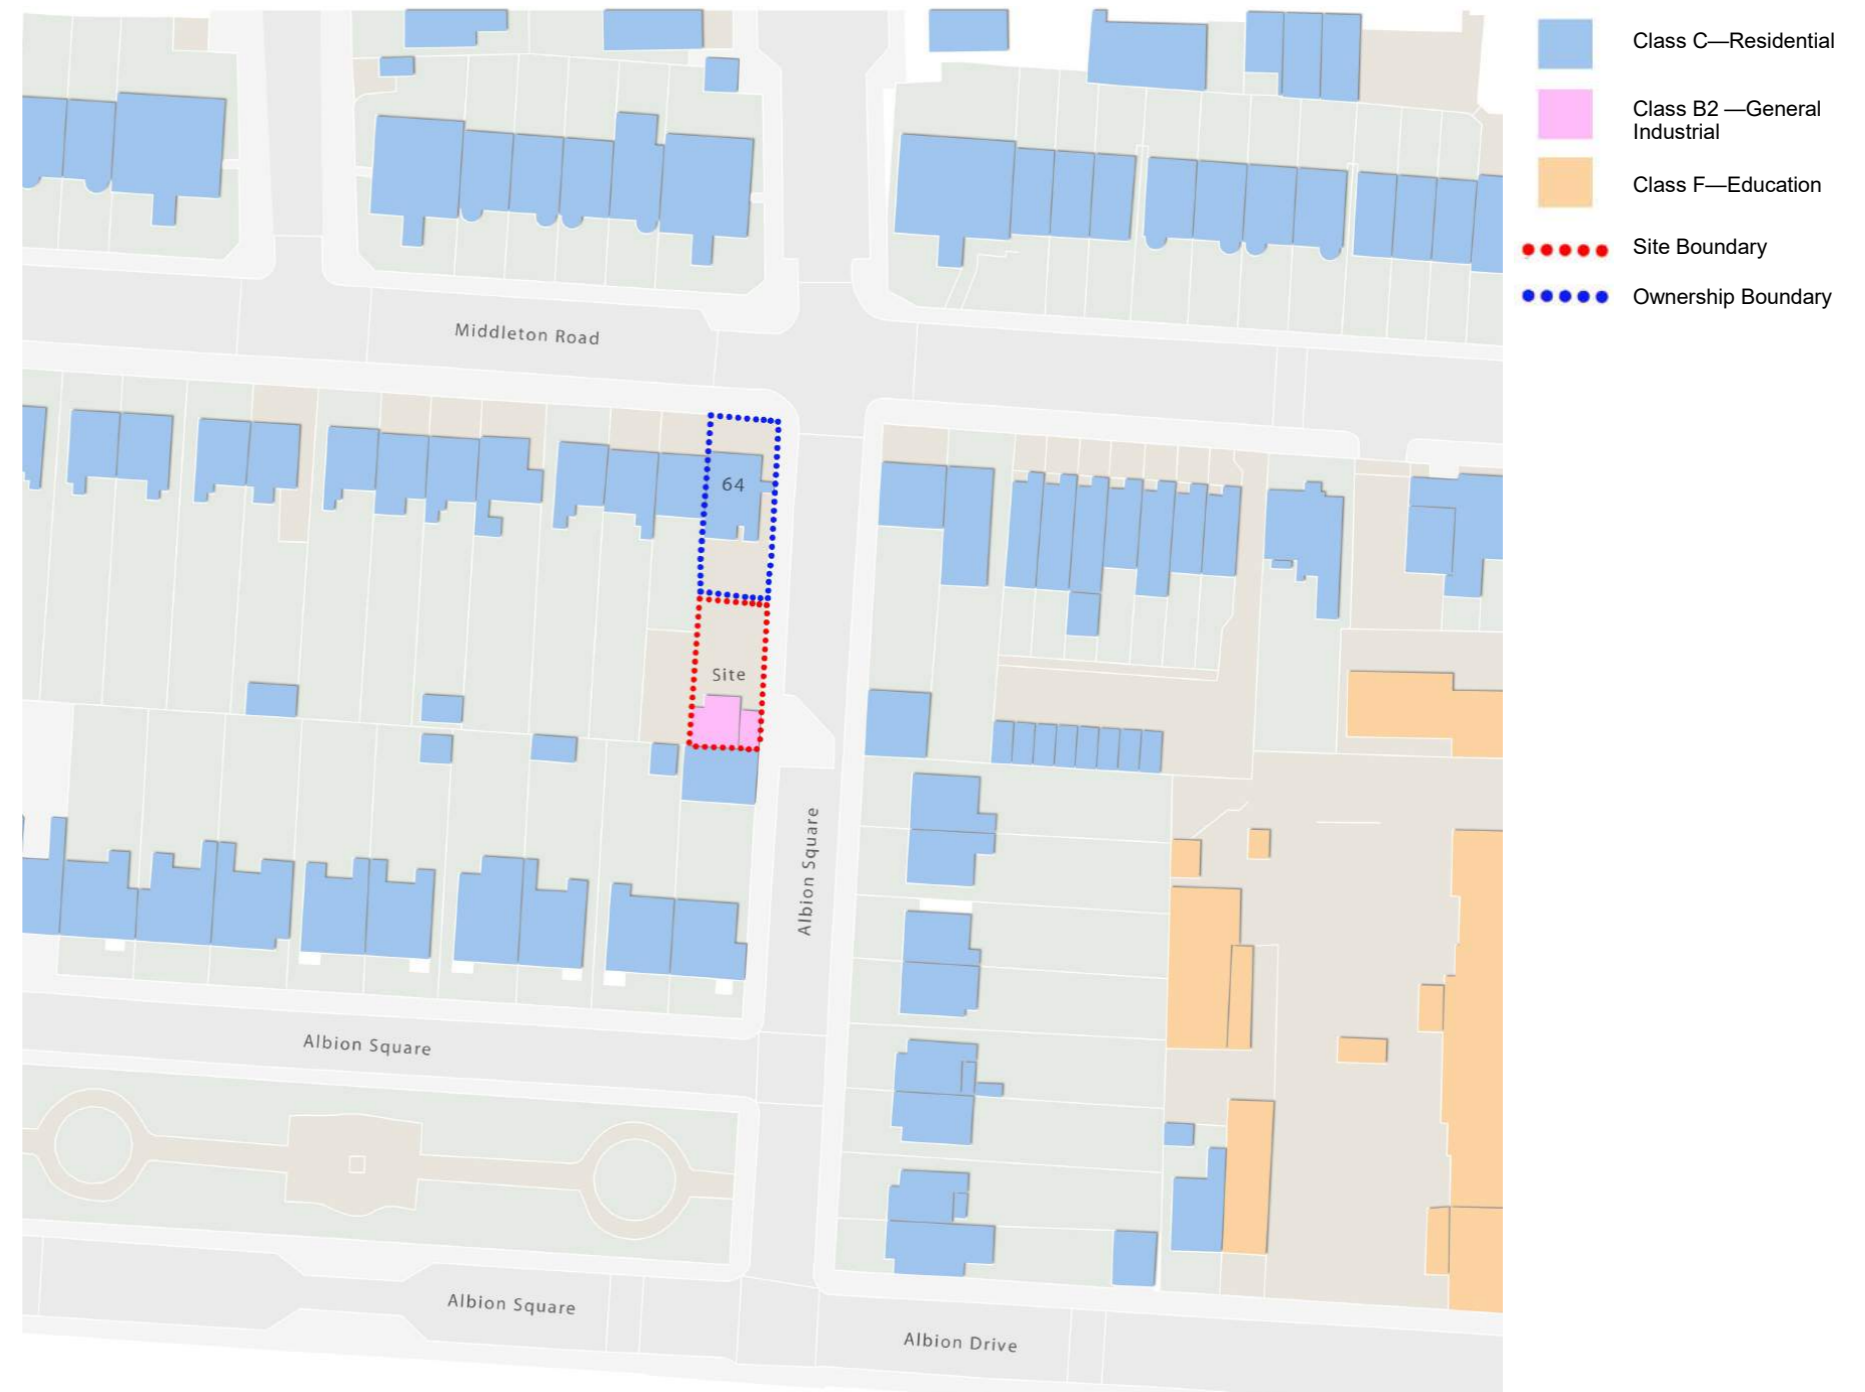 Class C—Residential
Class B2 —General
Industrial
Class F—Education
Site Boundary
Ownership Boundary
Middleton Road
64
Site
Albion Square
Albion Square
Albion Square
Albion Drive